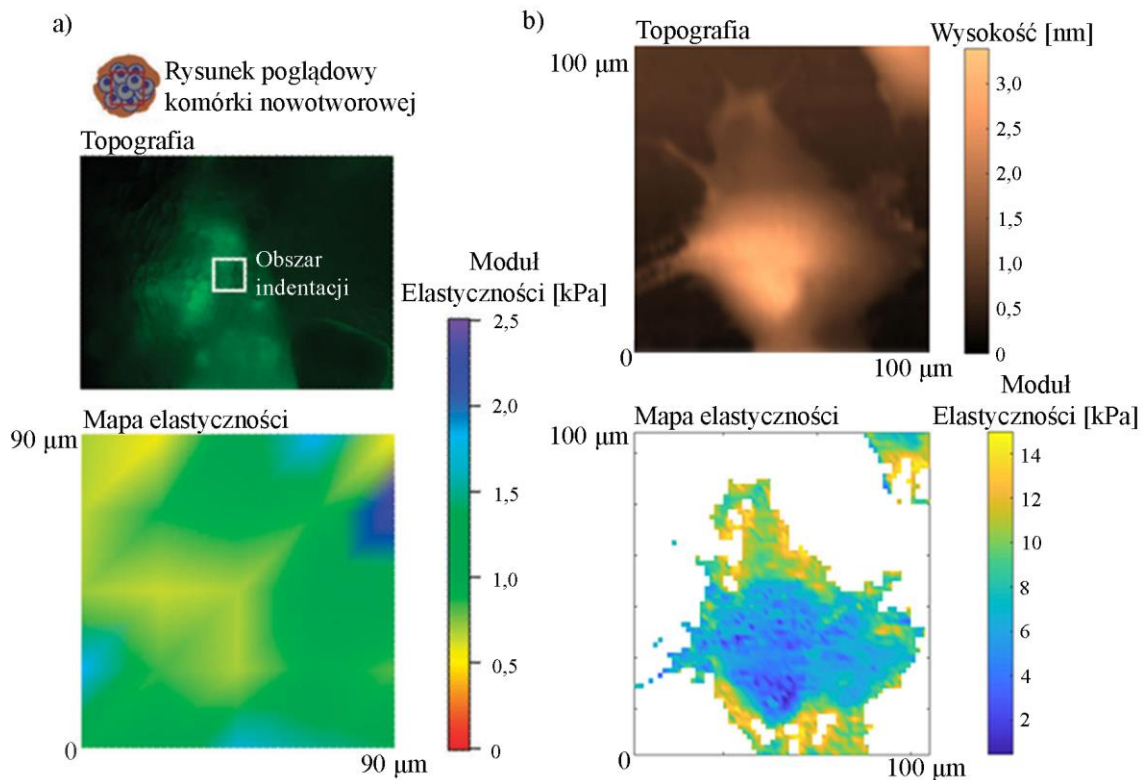 a)
Rysunek poglądowy
komórki nowotworowej
Topografia
Obszar
indentacji
Moduł
Elastyczności [kPa]
2,5
2,0
1,5
1,0
0,5
0
Mapa elastyczności
90 μm
0
90 μm
b)
Topografia
Wysokość [nm]
100 μm
3,0
2,5
2,0
1,5
1,0
0,5
0
0
100 μm
Mapa elastyczności
Moduł
Elastyczności [kPa]
100 μm
14
12
10
8
6
4
2
0
100 μm